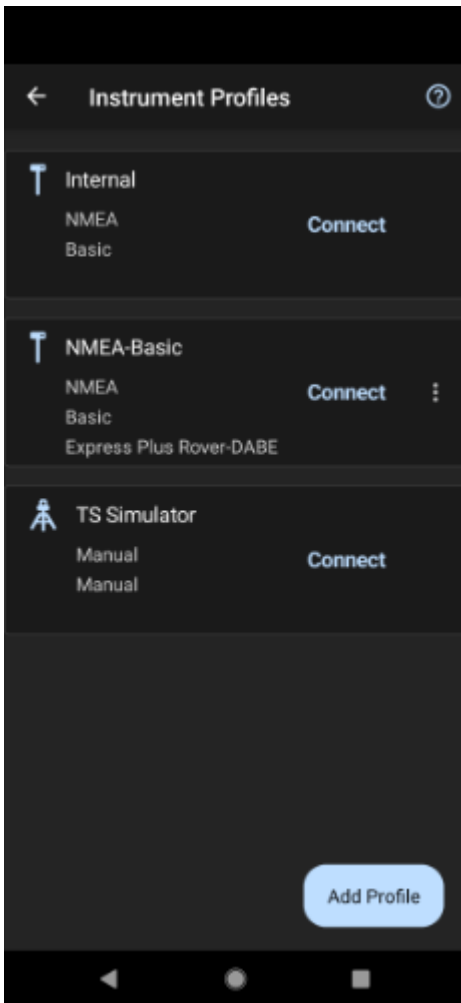 Instrument Profiles
Internal
NMEA
Basic
Connect
NMEA-Basic
NMEA
Basic
Express Plus Rover-DABE
Connect
TS Simulator
Manual
Manual
Connect
Add Profile